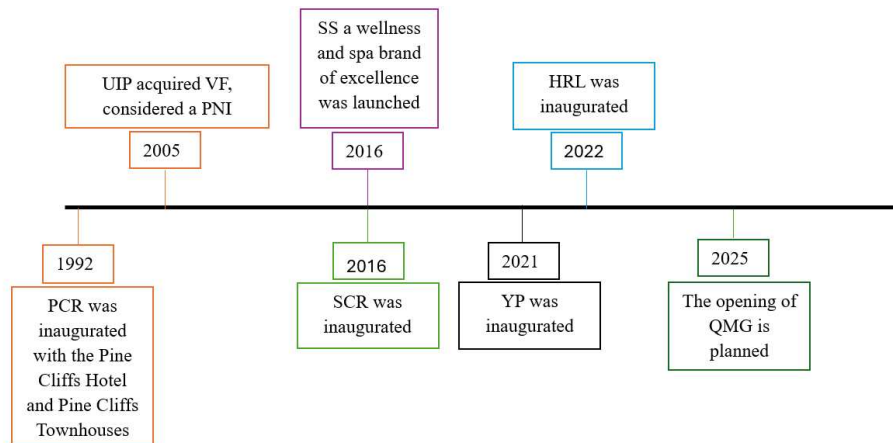 SS a wellness
and spa brand
of excellence
was launched
2016
UIP acquired VF,
considered a PNI
2005
HRL was
inaugurated
2022
1992
PCR was
inaugurated
with the Pine
Cliffs Hotel
and Pine Cliffs
Townhouses
2016
SCR was
inaugurated
2021
YP was
inaugurated
2025
The opening of
QMG is
planned